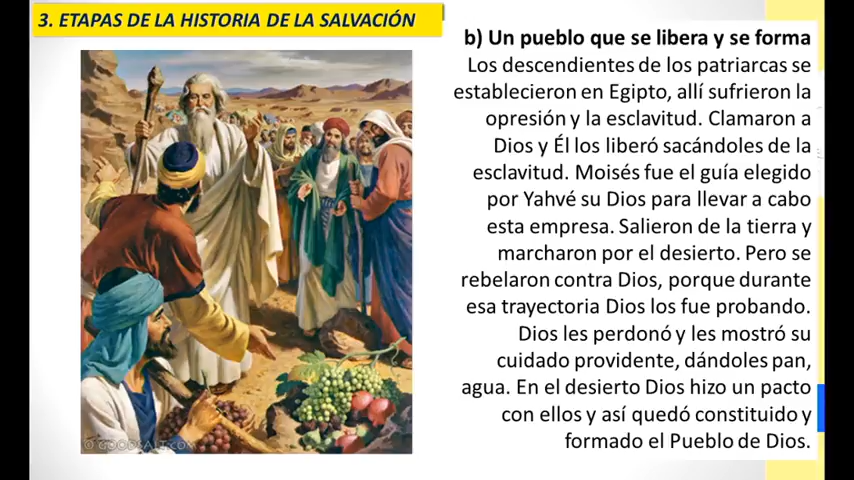 3. ETAPAS DE LA HISTORIA DE LA SALVACIÓN
b) Un pueblo que se libera y se forma
Los descendientes de los patriarcas se
establecieron en Egipto, allí sufrieron la
opresión y la esclavitud. Clamaron a
Dios y Él los liberó sacándoles de la
esclavitud. Moisés fue el guía elegido
por Yahvé su Dios para llevar a cabo
esta empresa. Salieron de la tierra y
marcharon por el desierto. Pero se
rebelaron contra Dios, porque durante
esa trayectoria Dios los fue probando.
Dios les perdonó y les mostró su
cuidado providente, dándoles pan,
agua. En el desierto Dios hizo un pacto
con ellos y así quedó constituido y
formado el Pueblo de Dios.
© GOODSALT.COM